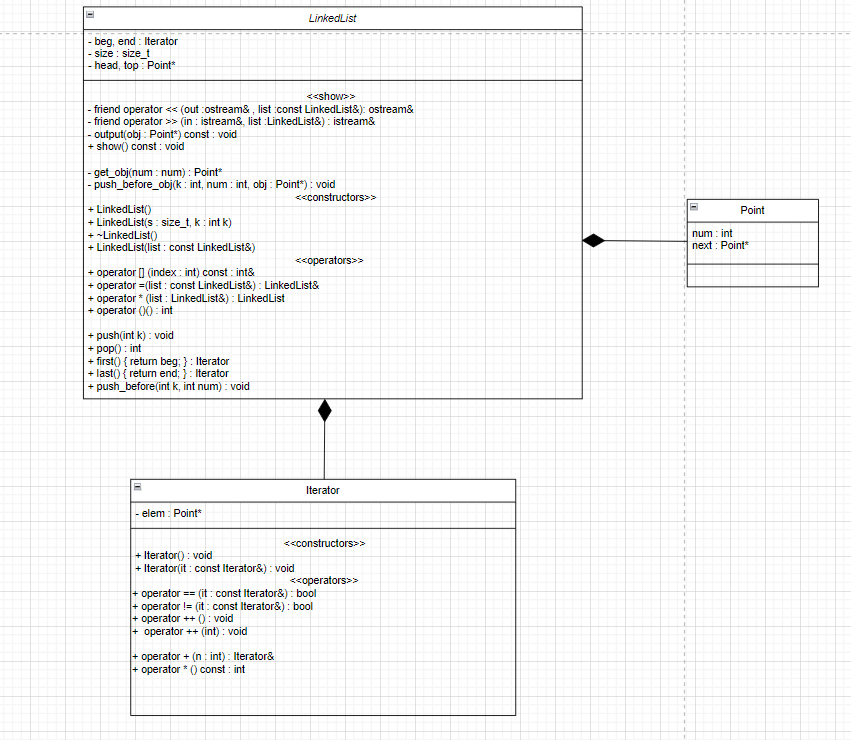 LinkedList
- beg, end : Iterator
- size : size_t
- head, top : Point*
<<show>>
- friend operator << (out :ostream& , list :const LinkedList&): ostream&
- friend operator >> (in : istream&, list :LinkedList&) : istream&
- output(obj : Point*) const : void
+ show() const : void
- get_obj(num : num) : Point*
- push_before_obj(k : int, num : int, obj : Point*) : void
<<constructors>>
+ LinkedList()
+ LinkedList(s : size_t, k : int k)
+ ~LinkedList()
+ LinkedList(list : const LinkedList&)
<<operators>>
+ operator [] (index : int) const : int&
+ operator =(list : const LinkedList&) : LinkedList&
+ operator * (list : LinkedList&) : LinkedList
+ operator ()() : int
+ push(int k) : void
+ pop() : int
+ first() { return beg; } : Iterator
+ last() { return end; } : Iterator
+ push_before(int k, int num) : void
Point
num : int
next : Point*
Iterator
- elem : Point*
<<constructors>>
+ Iterator() : void
+ Iterator(it : const Iterator&) : void
<<operators>>
+ operator == (it : const Iterator&) : bool
+ operator != (it : const Iterator&) : bool
+ operator ++ () : void
+ operator ++ (int) : void
+ operator + (n : int) : Iterator&
+ operator * () const : int